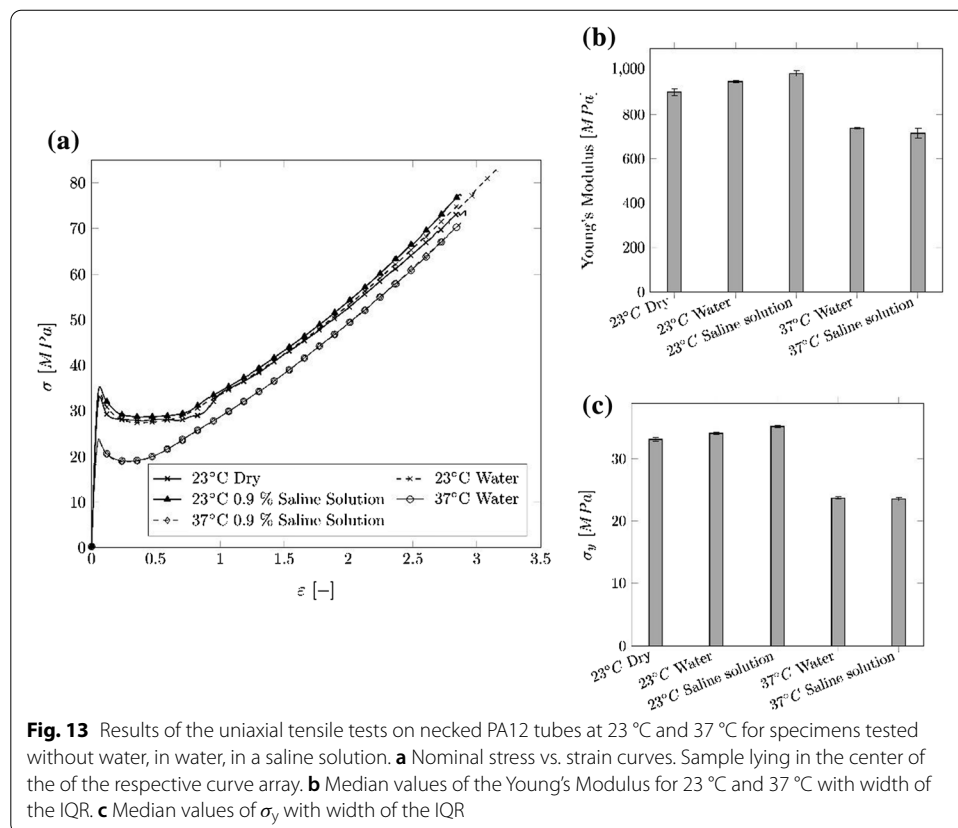 (a)
σ [MPa]
80
70
60
50
40
30
20
10
0
0
0.5
1
1.5
2
2.5
3
3.5
ε [−]
23°C Dry
23°C Water
23°C 0.9 % Saline Solution
37°C Water
37°C 0.9 % Saline Solution
(b)
Young's Modulus [MPa]
1,000
800
600
400
200
0
23°C Dry
23°C Water
23°C Saline solution
37°C Water
37°C Saline solution
(c)
σy [MPa]
30
20
10
0
23°C Dry
23°C Water
23°C Saline solution
37°C Water
37°C Saline solution
Fig. 13 Results of the uniaxial tensile tests on necked PA12 tubes at 23 °C and 37 °C for specimens tested
without water, in water, in a saline solution. a Nominal stress vs. strain curves. Sample lying in the center of
the of the respective curve array. b Median values of the Young's Modulus for 23 °C and 37 °C with width of
the IQR. c Median values of σy with width of the IQR